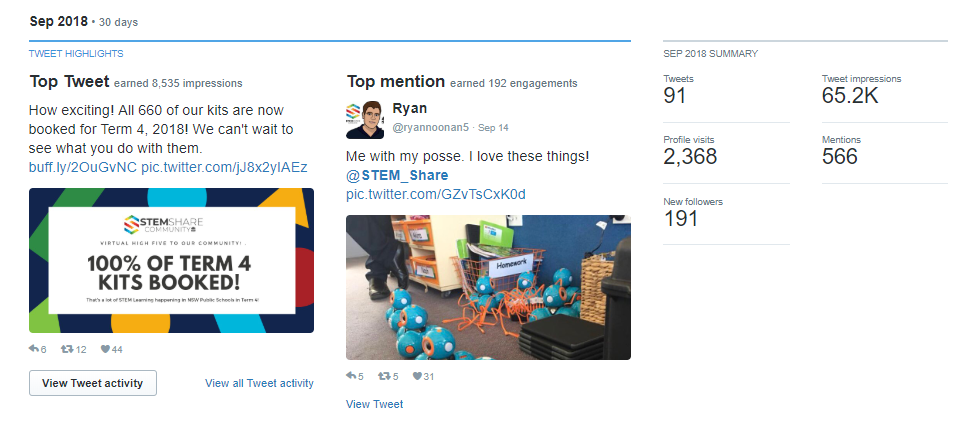 Sep 2018 • 30 days
TWEET HIGHLIGHTS
Top Tweet earned 8,535 impressions
How exciting! All 660 of our kits are now
booked for Term 4, 2018! We can't wait to
see what you do with them.
buff.ly/2OuGvNC pic.twitter.com/jJ8x2yIAEz
STEMSHARE
COMMUNITY
VIRTUAL HIGH FIVE TO OUR COMMUNITY!
100% OF TERM 4
KITS BOOKED!
That's a lot of STEM Learning happening in NSW Public Schools in Term 4!
6 12 44
View Tweet activity
View all Tweet activity
Top mention earned 192 engagements
Ryan
@ryannoonan5 · Sep 14
Me with my posse. I love these things!
@STEM_Share
pic.twitter.com/GZvTsCxK0d
Homework
5 5 31
View Tweet
SEP 2018 SUMMARY
Tweets
91
Tweet impressions
65.2K
Profile visits
2,368
Mentions
566
New followers
191